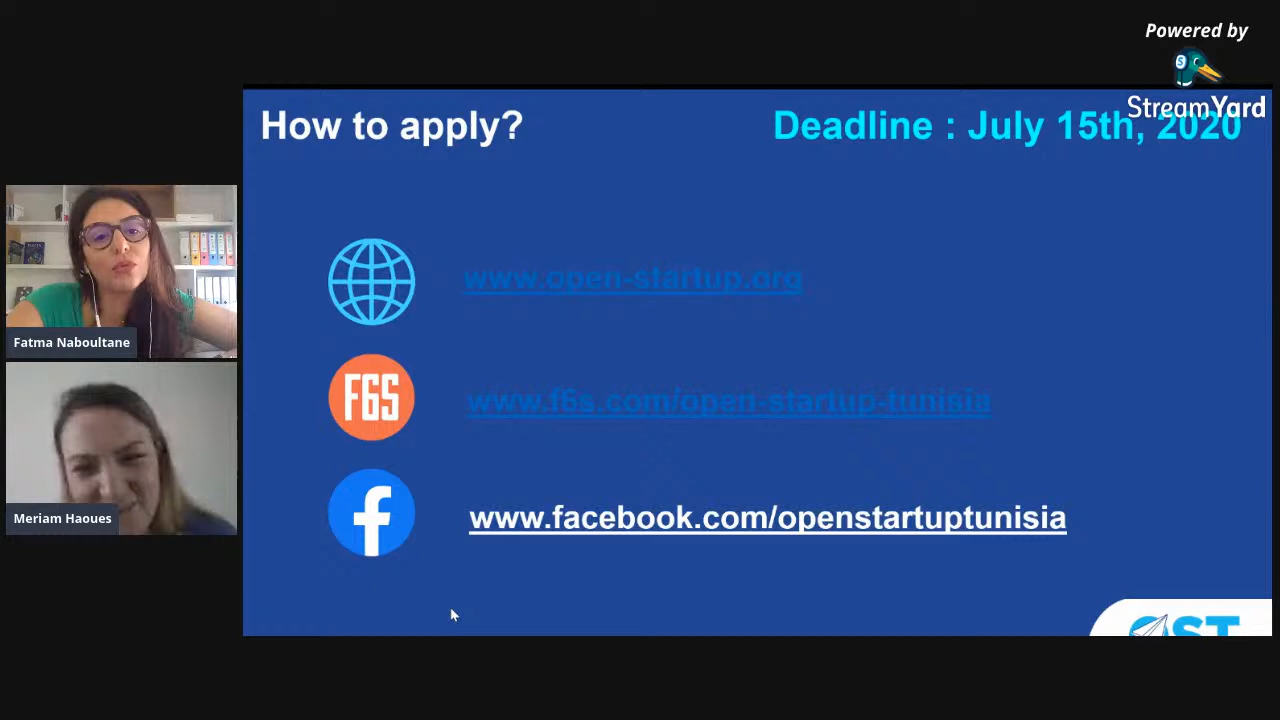 Powered by
StreamYard
How to apply?
Deadline : July 15th, 2020
www.open-startup.org
F6S
www.f6s.com/open-startup-tunisia
www.facebook.com/openstartuptunisia
Fatma Naboultane
Meriam Haoues
OST